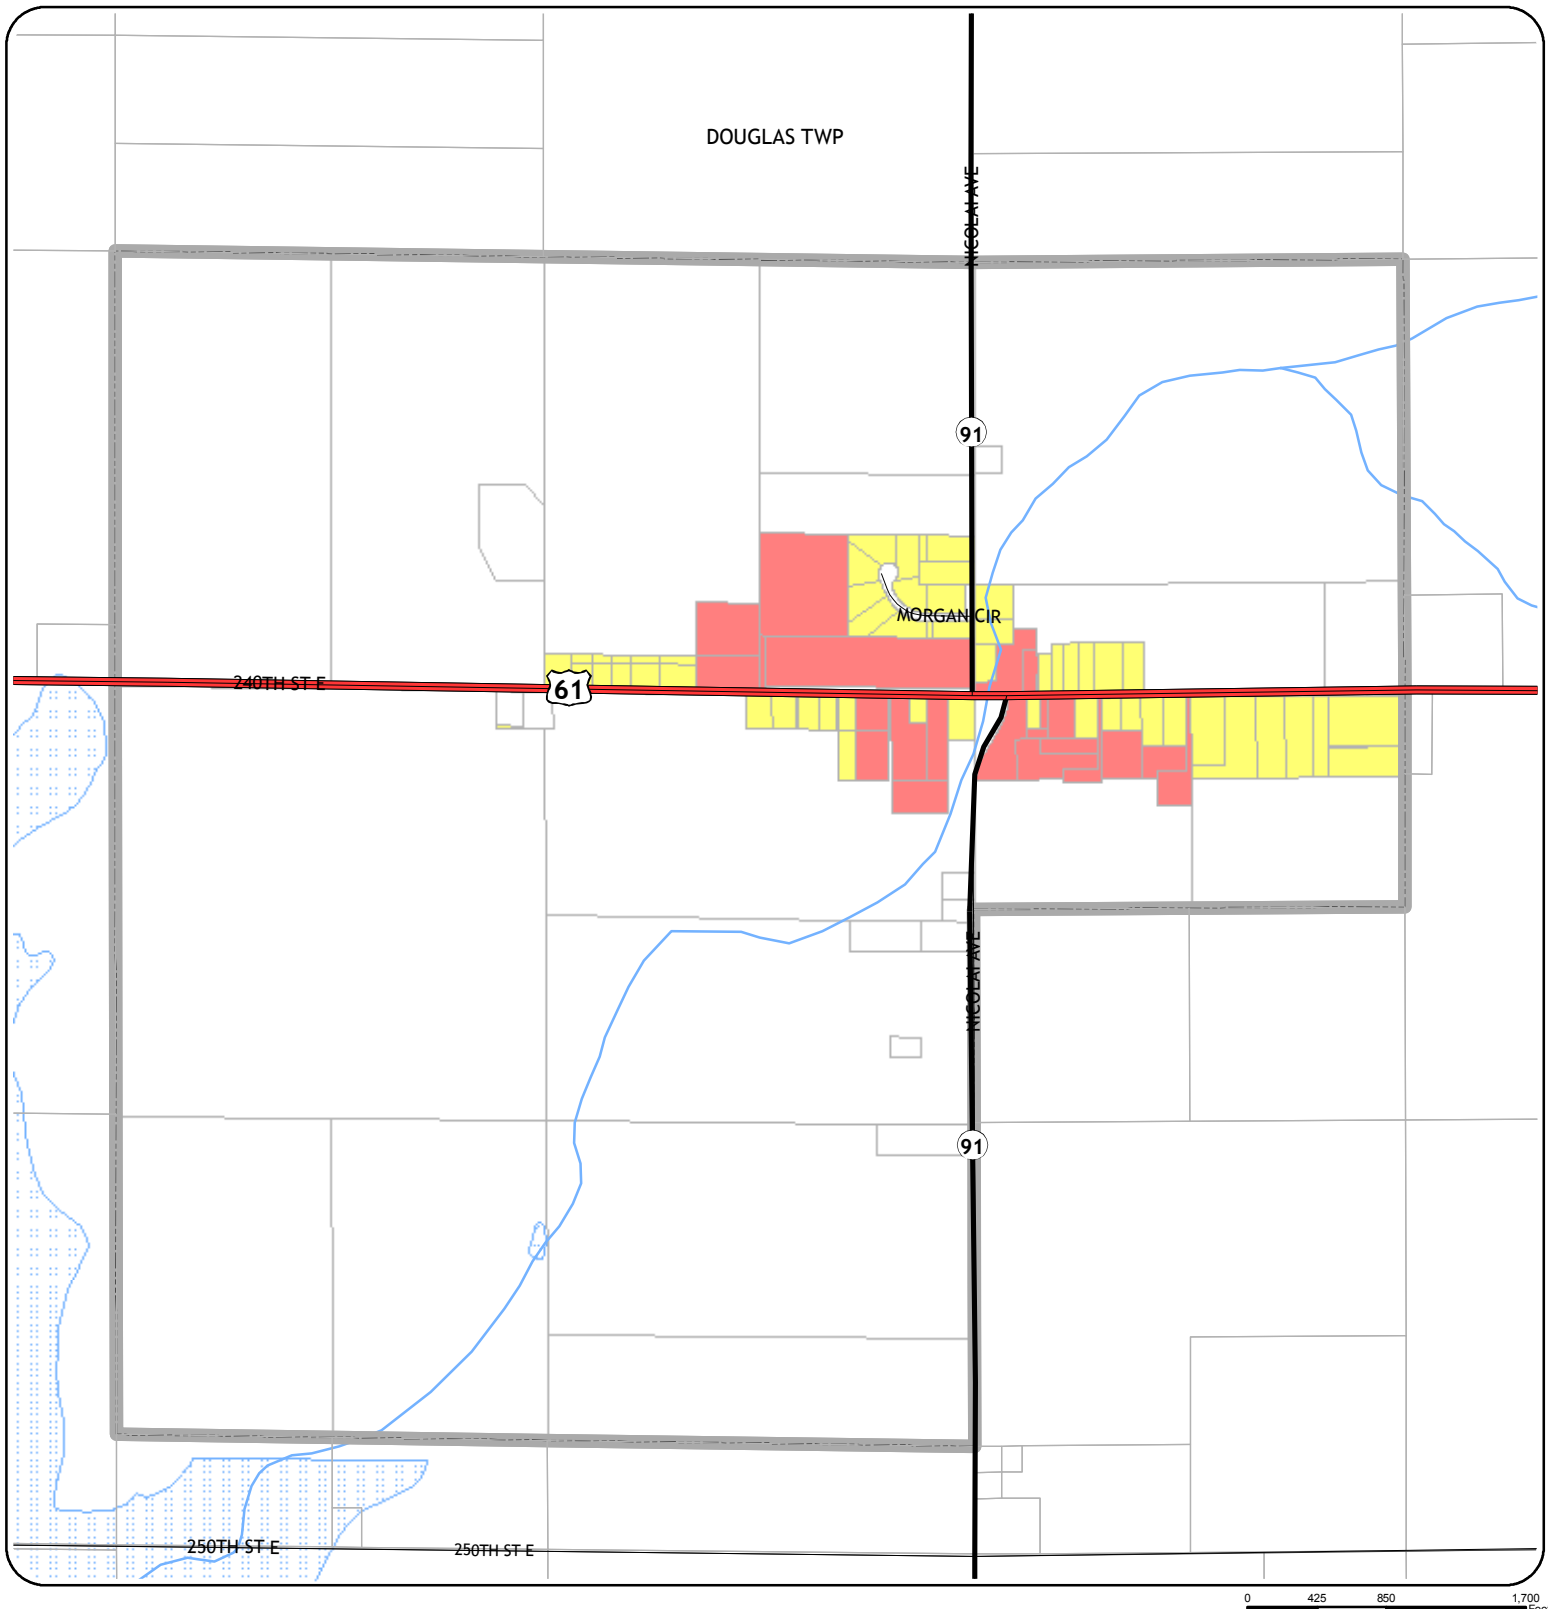 DOUGLAS TWP
NICOLAI AVE
91
MORGAN CIR
240TH ST E
61
NICOLAI AVE
91
250TH ST E
250TH ST E
0 425 850 1,700